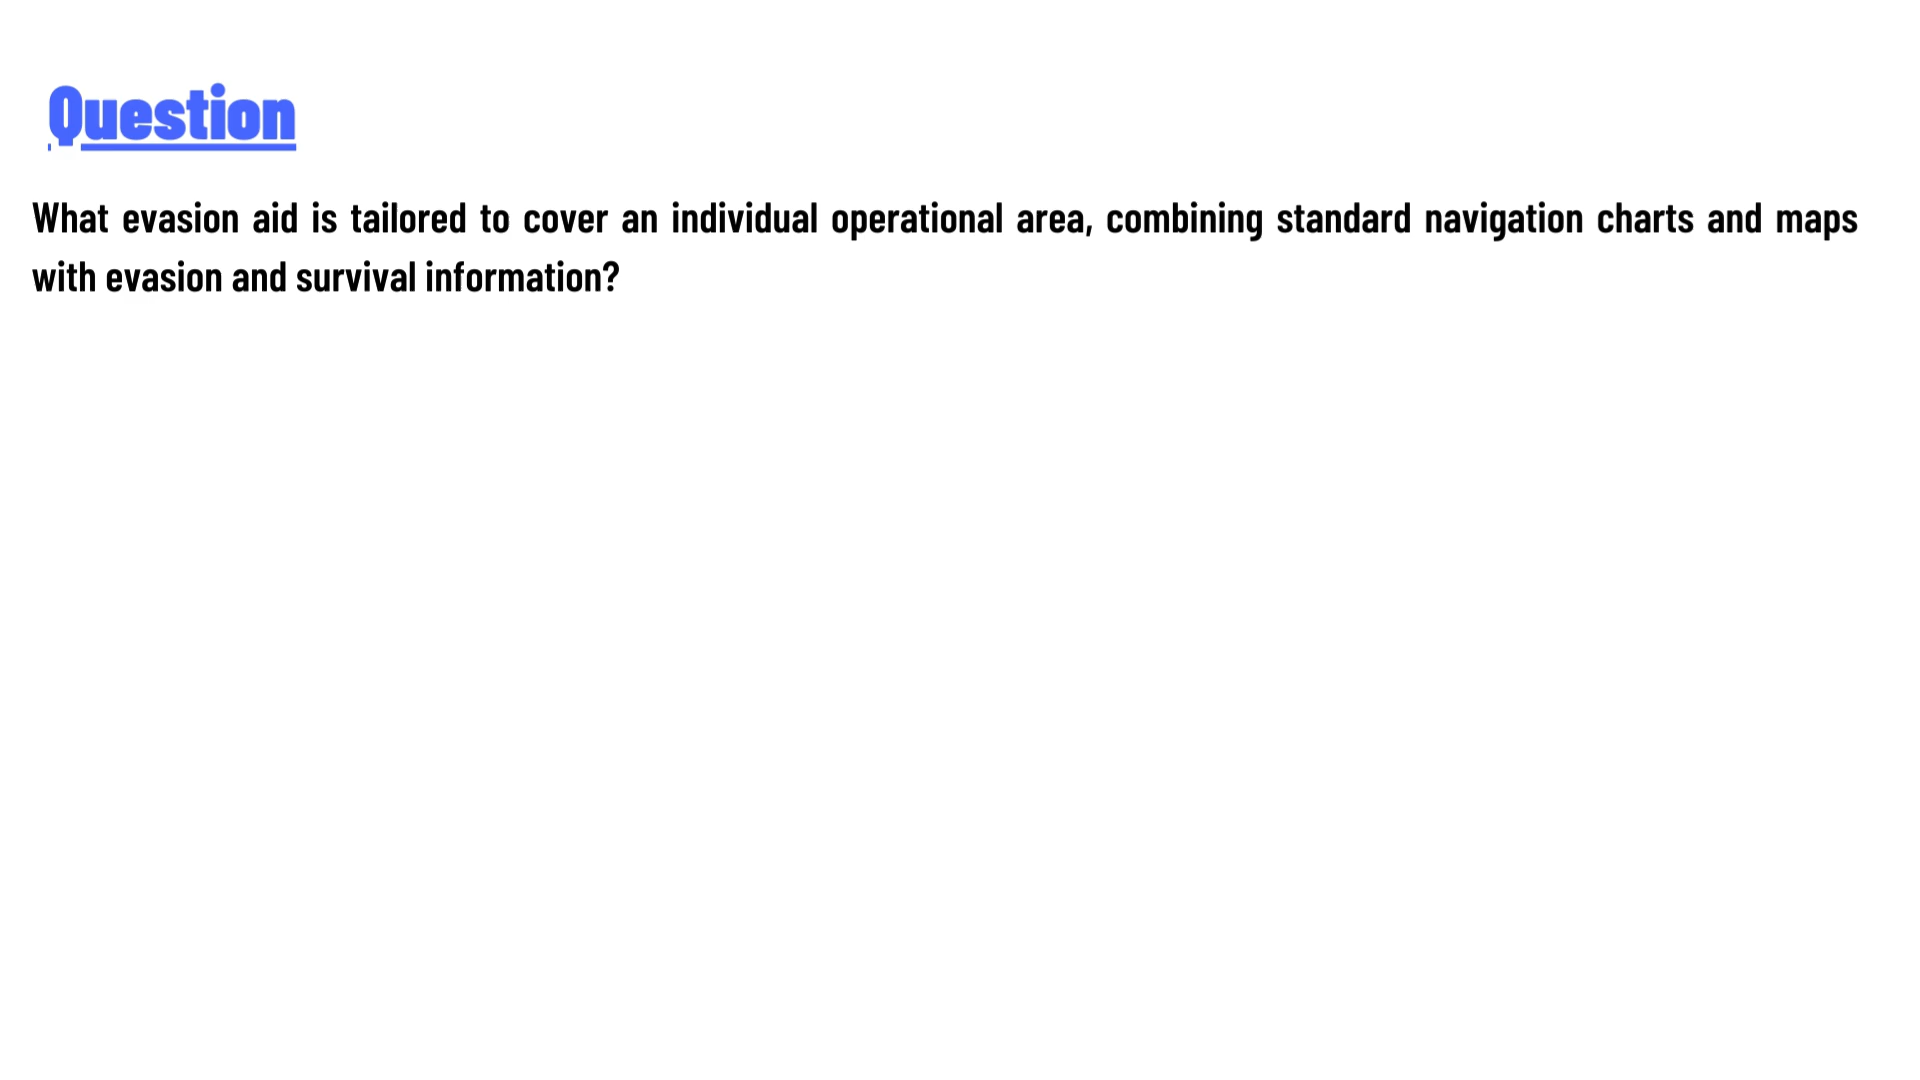 Question
What evasion aid is tailored to cover an individual operational area, combining standard navigation charts and maps
with evasion and survival information?